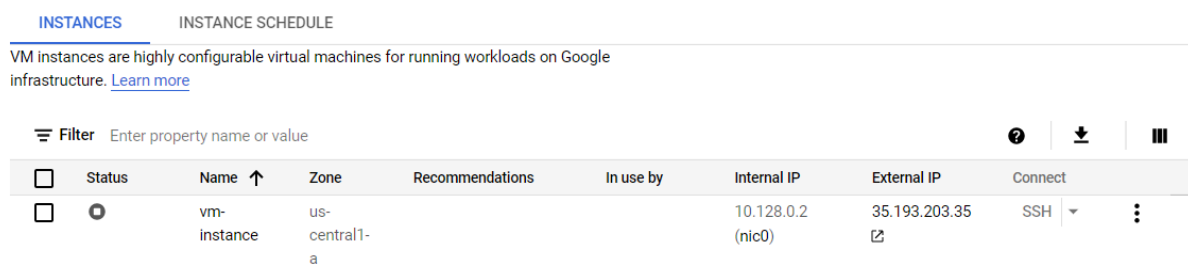 INSTANCES INSTANCE SCHEDULE
VM instances are highly configurable virtual machines for running workloads on Google
infrastructure. Learn more
Filter Enter property name or value
Status Name Zone Recommendations In use by Internal IP External IP Connect
vm- us- 10.128.0.2 35.193.203.35 SSH
instance central1- (nic0)
a